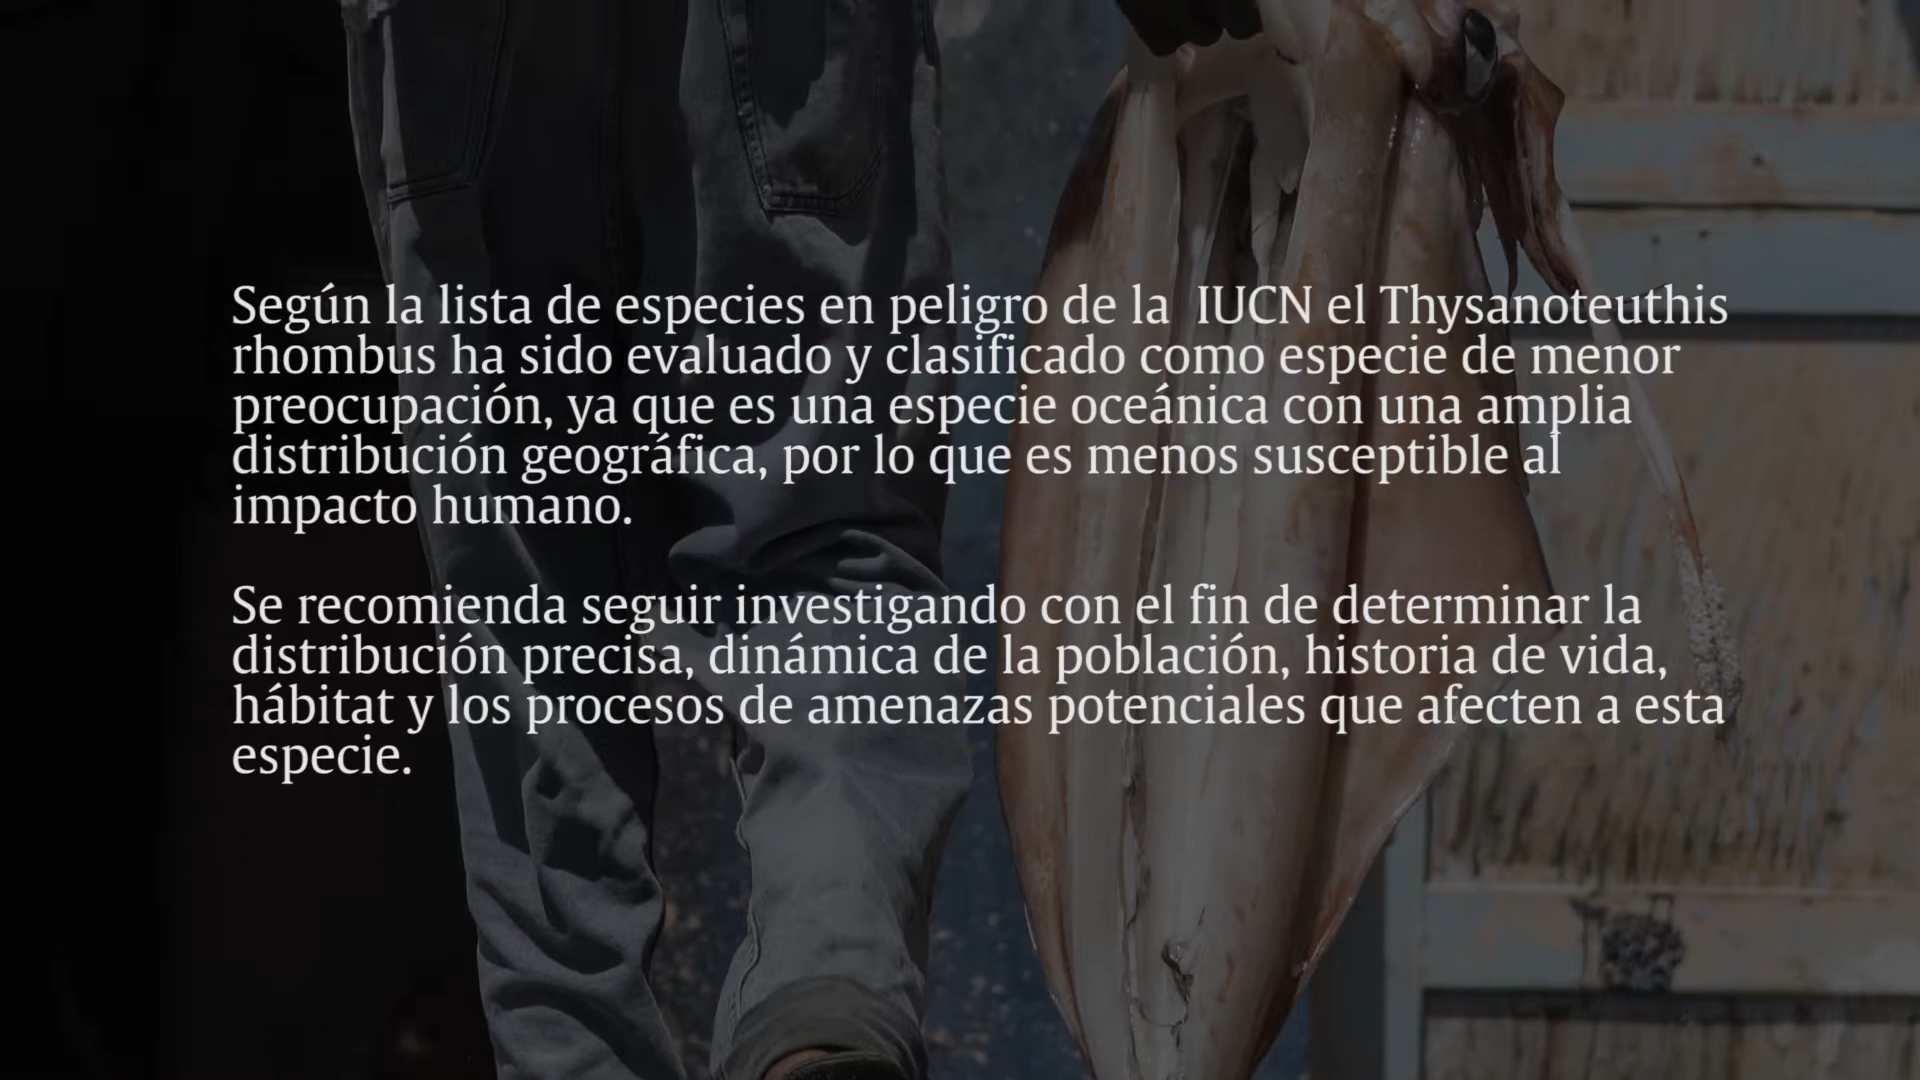 Según la lista de especies en peligro de la  IUCN el Thysanoteuthis
rhombus ha sido evaluado y clasificado como especie de menor
preocupación, ya que es una especie oceánica con una amplia
distribución geográfica, por lo que es menos susceptible al
impacto humano.
Se recomienda seguir investigando con el fin de determinar la
distribución precisa, dinámica de la población, historia de vida,
hábitat y los procesos de amenazas potenciales que afecten a esta
especie.